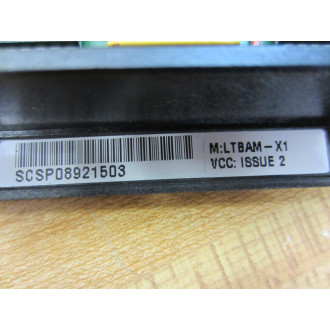 SCSP08921503
M:LTBAM-X1
VCC: ISSUE 2